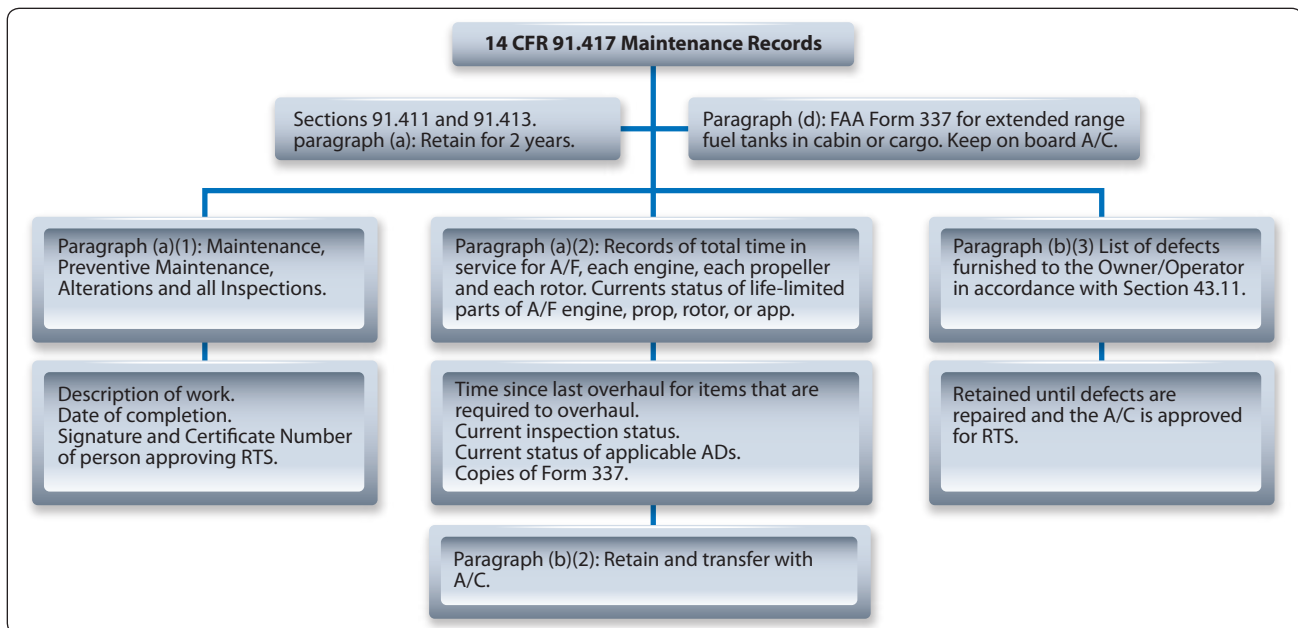 14 CFR 91.417 Maintenance Records
Sections 91.411 and 91.413.
paragraph (a): Retain for 2 years.
Paragraph (d): FAA Form 337 for extended range
fuel tanks in cabin or cargo. Keep on board A/C.
Paragraph (a)(1): Maintenance,
Preventive Maintenance,
Alterations and all Inspections.
Description of work.
Date of completion.
Signature and Certificate Number
of person approving RTS.
Paragraph (a)(2): Records of total time in
service for A/F, each engine, each propeller
and each rotor. Currents status of life-limited
parts of A/F engine, prop, rotor, or app.
Time since last overhaul for items that are
required to overhaul.
Current inspection status.
Current status of applicable ADs.
Copies of Form 337.
Paragraph (b)(2): Retain and transfer with
A/C.
Paragraph (b)(3) List of defects
furnished to the Owner/Operator
in accordance with Section 43.11.
Retained until defects are
repaired and the A/C is approved
for RTS.